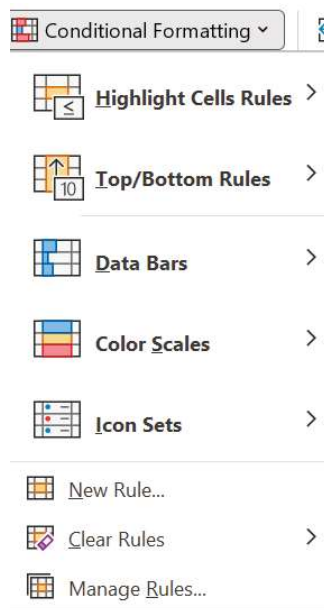 Conditional Formatting
Highlight Cells Rules
≤
Top/Bottom Rules
10
Data Bars
Color Scales
Icon Sets
New Rule...
Clear Rules
Manage Rules...